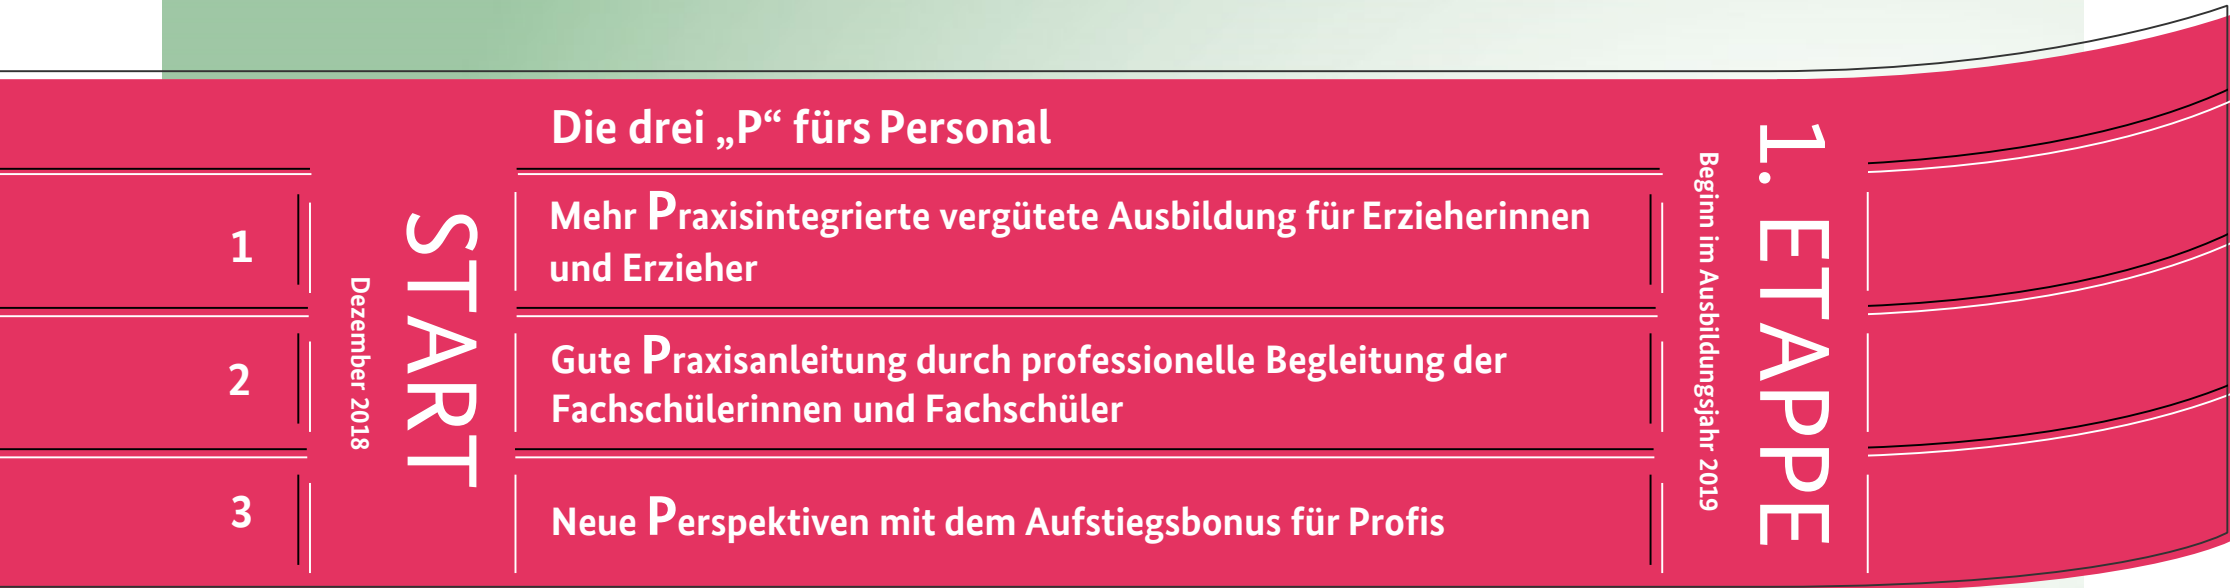 Die drei „P“ fürs Personal
1
2
3
START
Dezember 2018
Mehr Praxisintegrierte vergütete Ausbildung für Erzieherinnen
und Erzieher
Gute Praxisanleitung durch professionelle Begleitung der
Fachschülerinnen und Fachschüler
Neue Perspektiven mit dem Aufstiegsbonus für Profis
1. ETAPPE
Beginn im Ausbildungsjahr 2019